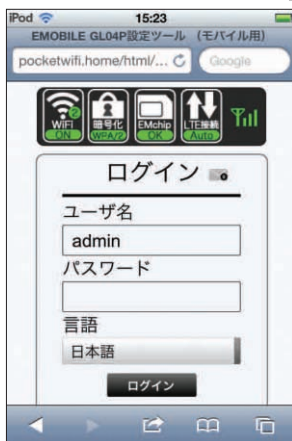 iPod 15:23
EMOBILE GL04P設定ツール (モバイル用)
pocketwifi.home/html/... Google
WiFi 暗号化 EMchip LTE接続
2
ON WPA/2 OK Auto
ログイン
ユーザ名
admin
パスワード
言語
日本語
ログイン